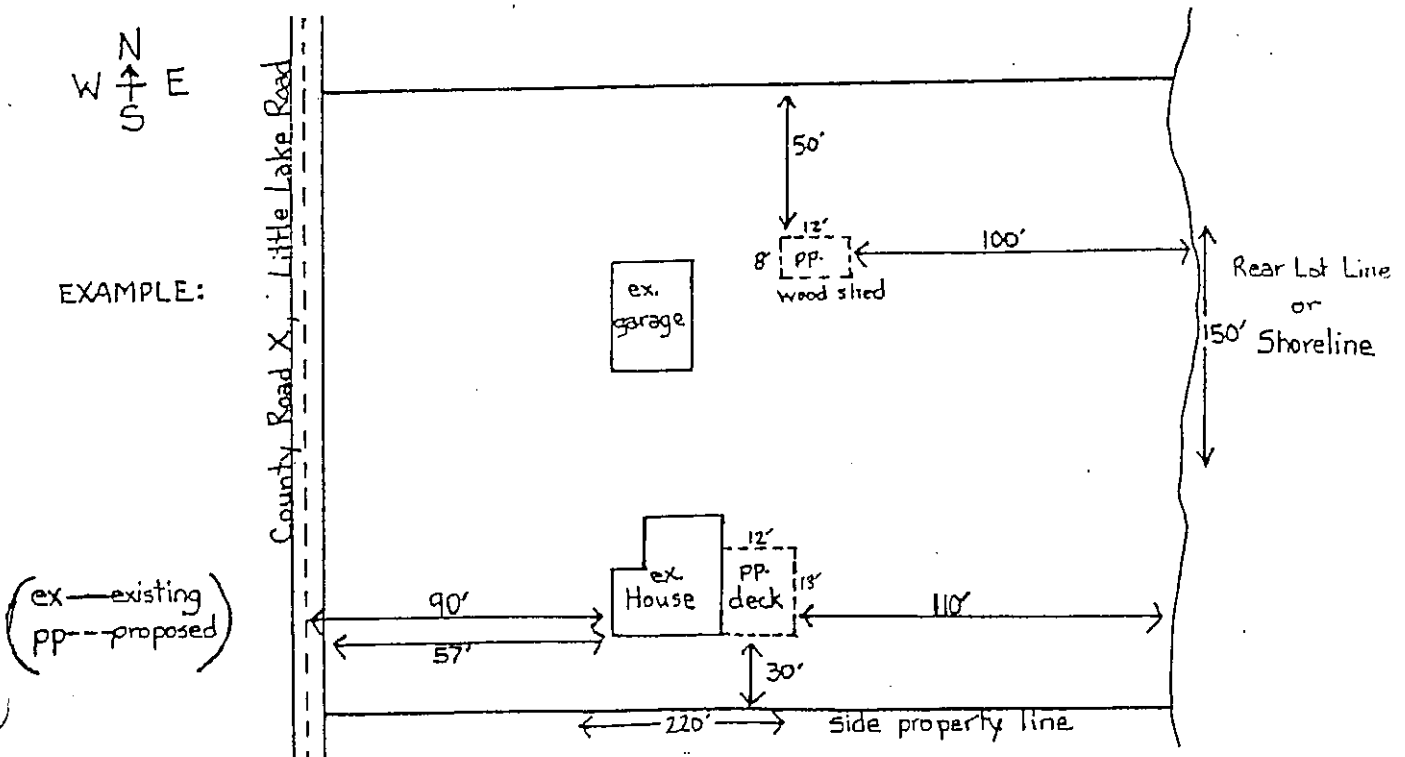 N
W E
S
EXAMPLE:
County Road X, Little Lake Road
50'
12'
8'
pp.
wood shed
100'
Rear Lot Line
or
Shoreline
150'
ex.
garage
ex.
House
12'
pp.
deck
13'
90'
57'
110'
30'
220'
side property line
(ex—existing
pp---proposed)